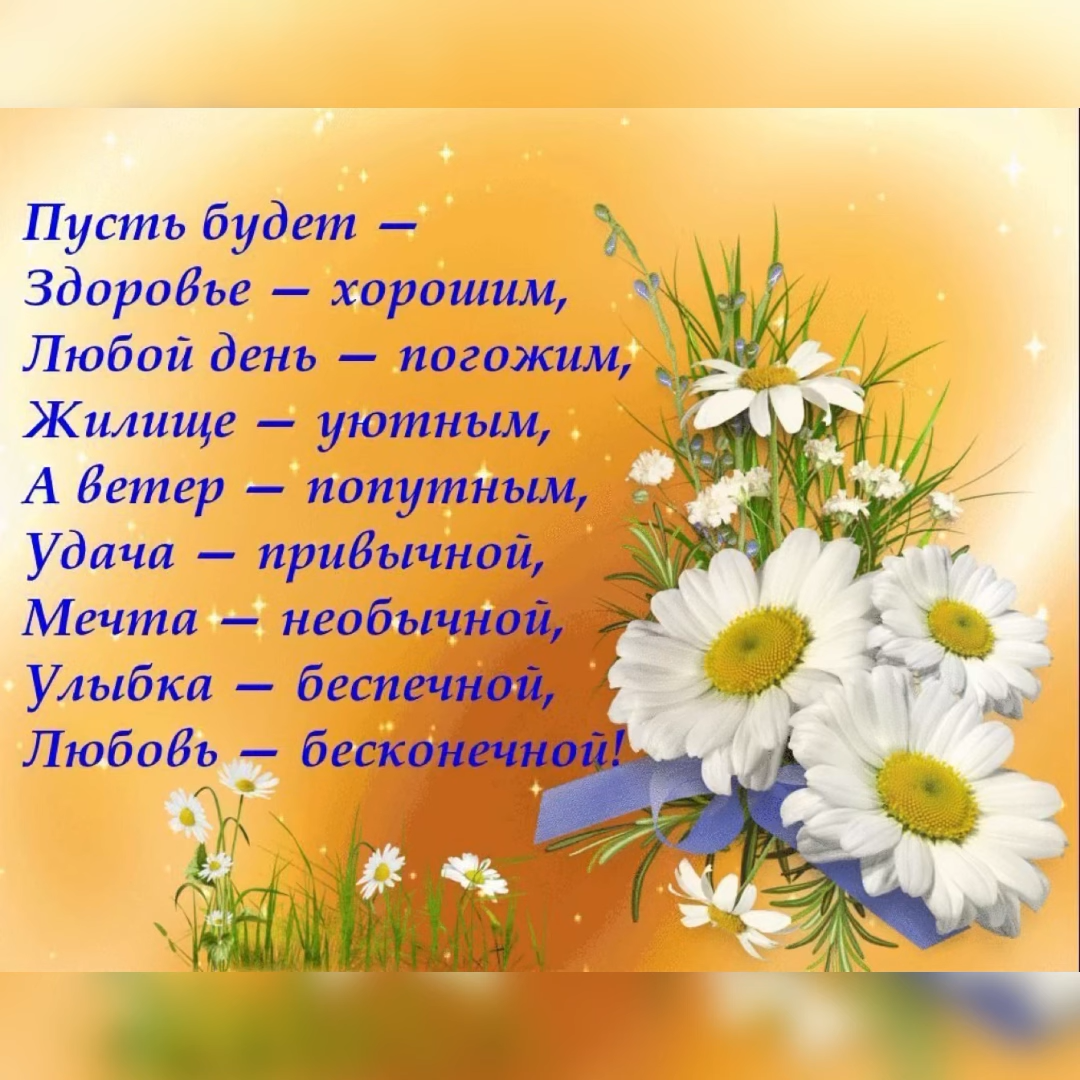 Пусть будет —
Здоровье — хорошим,
Любой день — погожим,
Жилище — уютным,
А ветер — попутным,
Удача — привычной,
Мечта — необычной,
Улыбка — беспечной,
Любовь — бесконечной!